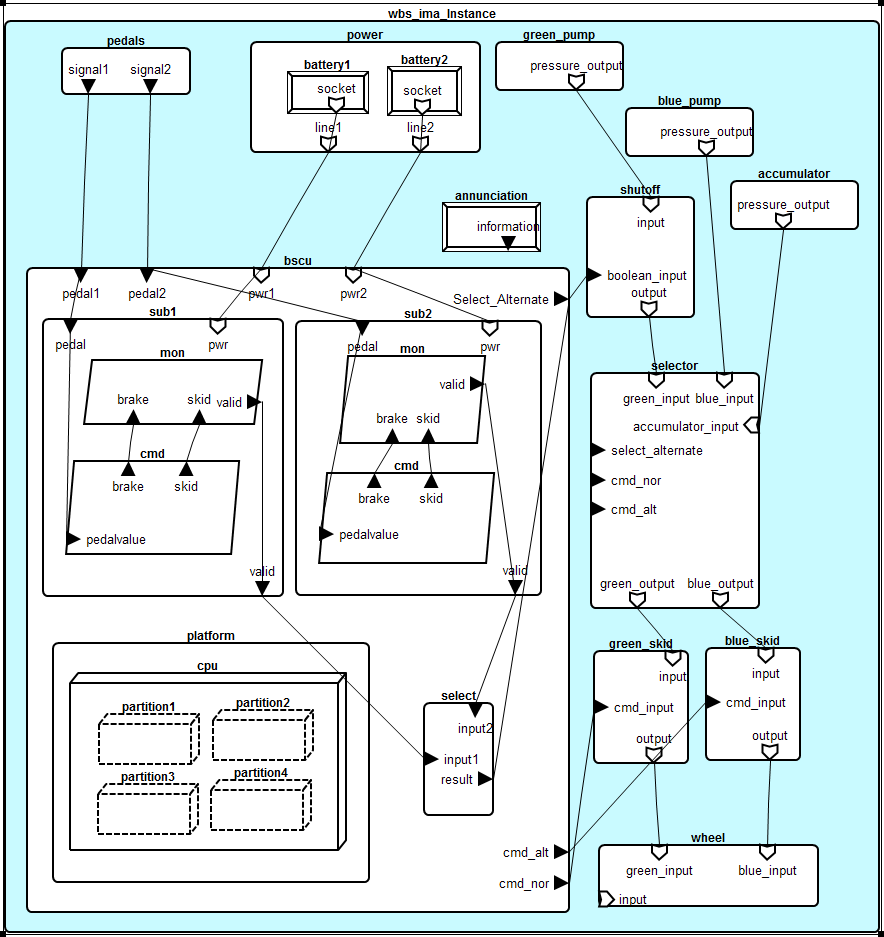 wbs_ima_Instance
pedals
signal1
signal2
power
battery1
socket
battery2
socket
line1
line2
green_pump
pressure_output
blue_pump
pressure_output
accumulator
pressure_output
annunciation
information
shutoff
input
boolean_input
output
bscu
pedal1
pedal2
pwr1
pwr2
Select_Alternate
sub1
pedal
pwr
mon
brake
skid
valid
cmd
brake
skid
pedalvalue
valid
sub2
pedal
pwr
mon
valid
brake
skid
cmd
brake
skid
pedalvalue
valid
selector
green_input
blue_input
accumulator_input
select_alternate
cmd_nor
cmd_alt
green_output
blue_output
platform
cpu
partition1
partition2
partition3
partition4
select
input2
input1
result
cmd_alt
cmd_nor
green_skid
input
cmd_input
output
blue_skid
input
cmd_input
output
wheel
green_input
blue_input
input